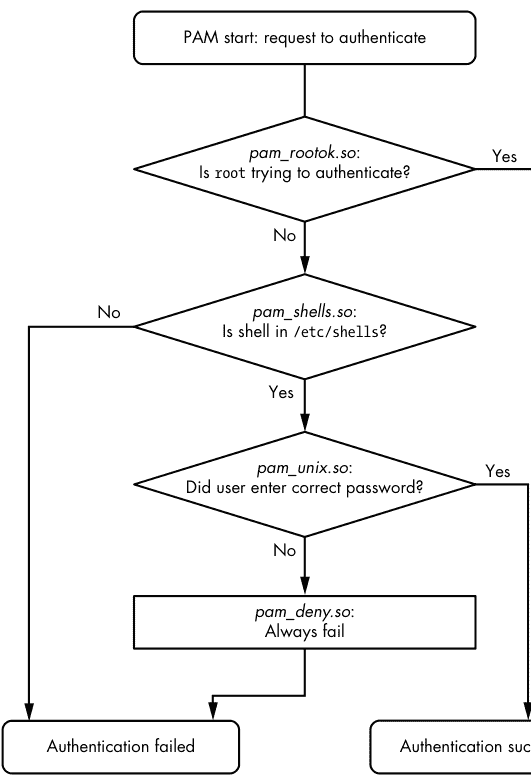 PAM start: request to authenticate
pam_rootok.so:
Is root trying to authenticate?
Yes
No
pam_shells.so:
Is shell in /etc/shells?
No
Yes
pam_unix.so:
Did user enter correct password?
Yes
No
pam_deny.so:
Always fail
Authentication failed
Authentication suc